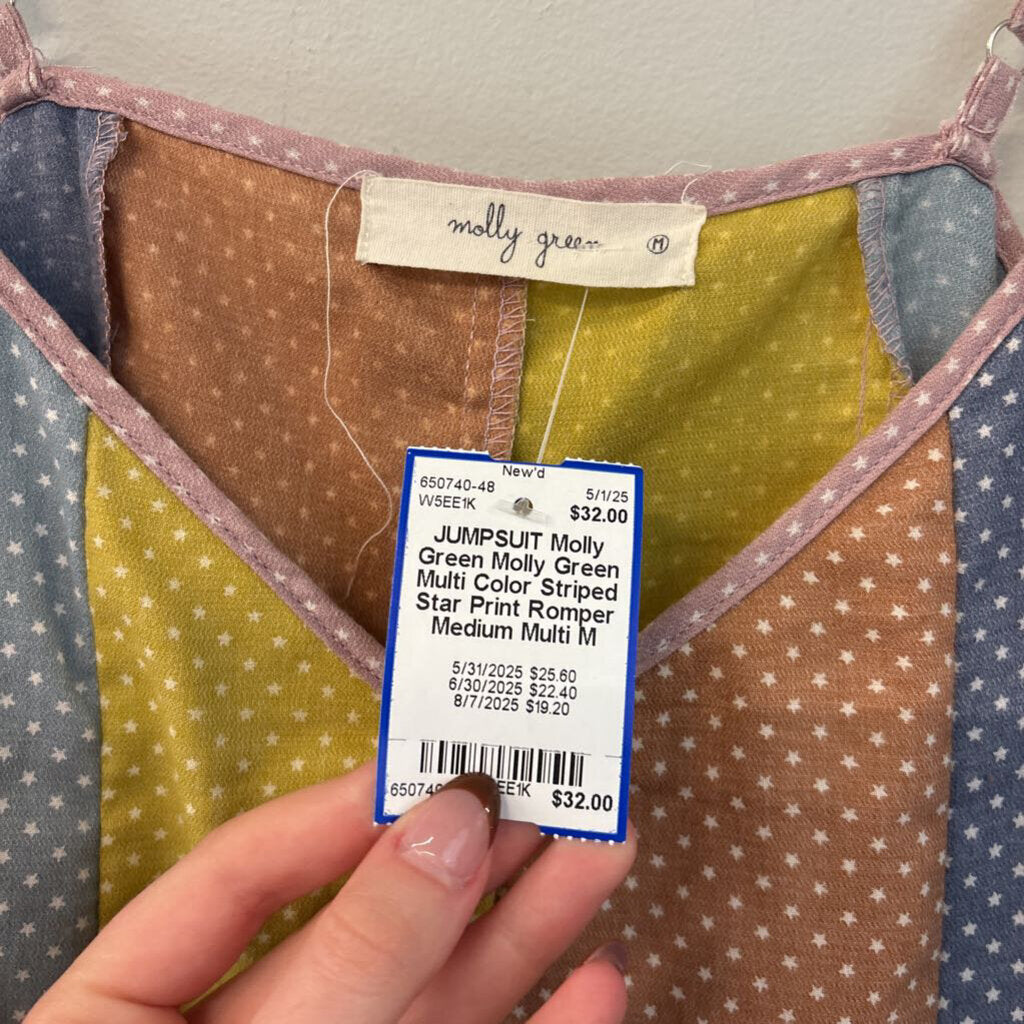 molly green M
New'd
650740-48 5/1/25
W5EE1K $32.00
JUMPSUIT Molly
Green Molly Green
Multi Color Striped
Star Print Romper
Medium Multi M
5/31/2025 $25.60
6/30/2025 $22.40
8/7/2025 $19.20
$32.00